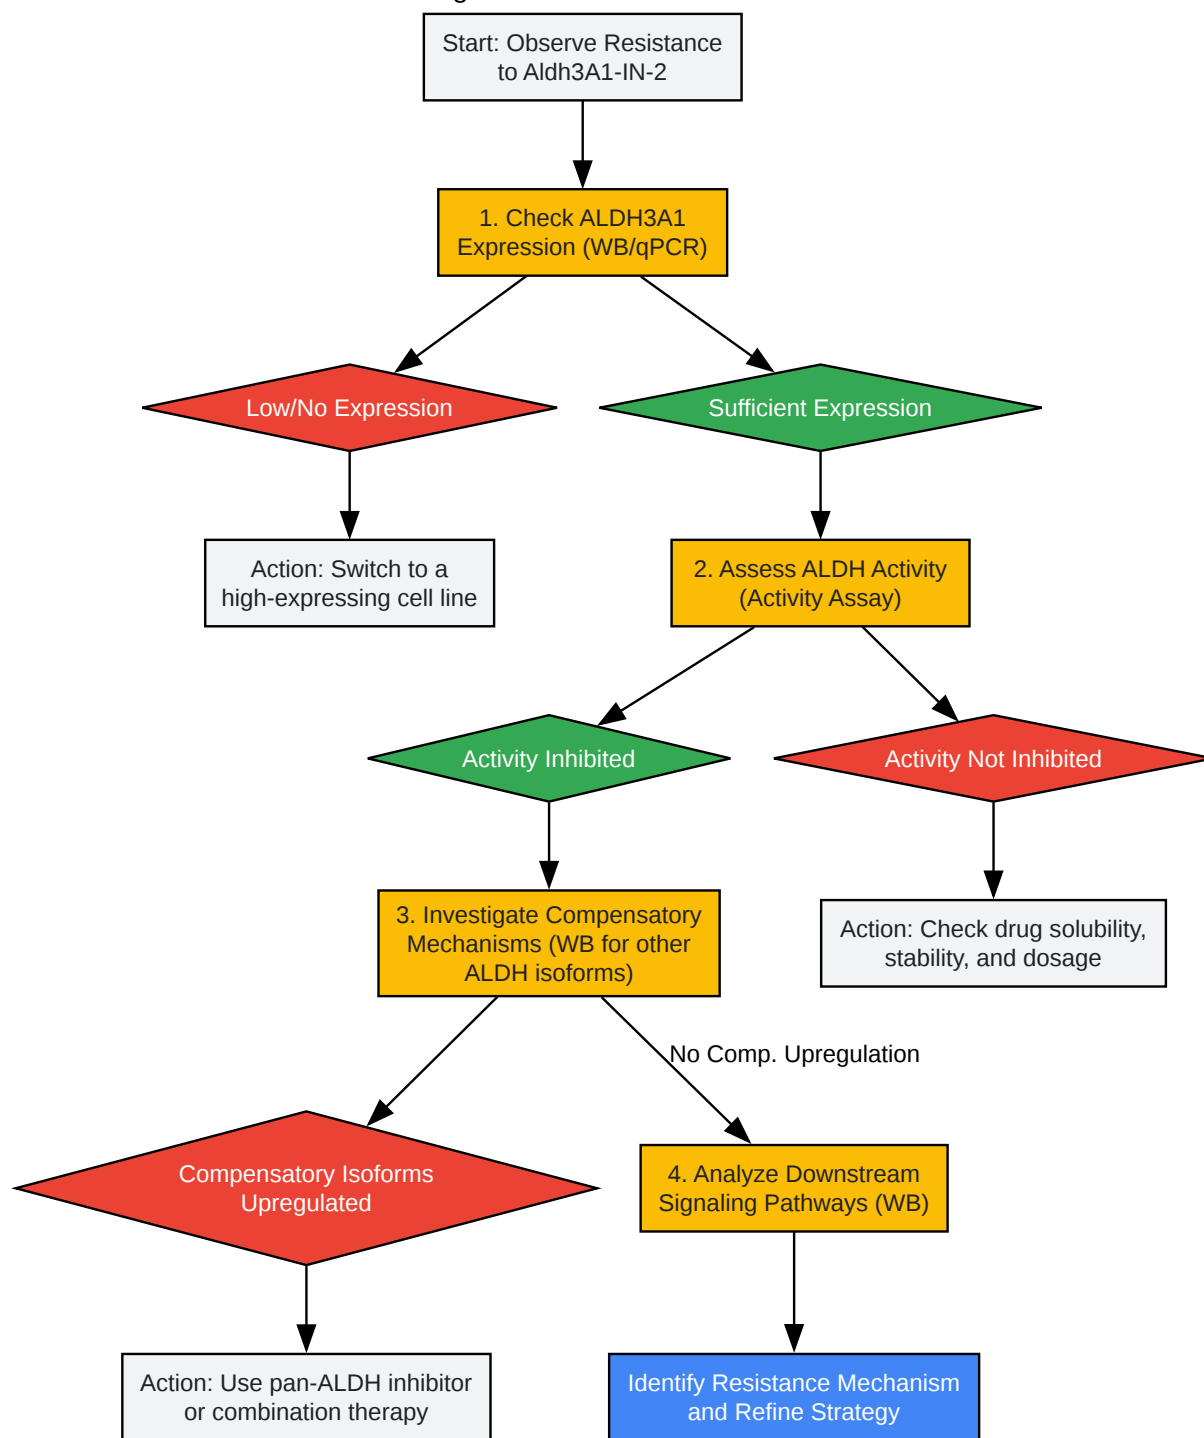 Start: Observe Resistance
to Aldh3A1-IN-2
1. Check ALDH3A1
Expression (WB/qPCR)
Low/No Expression
Sufficient Expression
Action: Switch to a
high-expressing cell line
2. Assess ALDH Activity
(Activity Assay)
Activity Inhibited
Activity Not Inhibited
3. Investigate Compensatory
Mechanisms (WB for other
ALDH isoforms)
Action: Check drug solubility,
stability, and dosage
No Comp. Upregulation
Compensatory Isoforms
Upregulated
4. Analyze Downstream
Signaling Pathways (WB)
Action: Use pan-ALDH inhibitor
or combination therapy
Identify Resistance Mechanism
and Refine Strategy